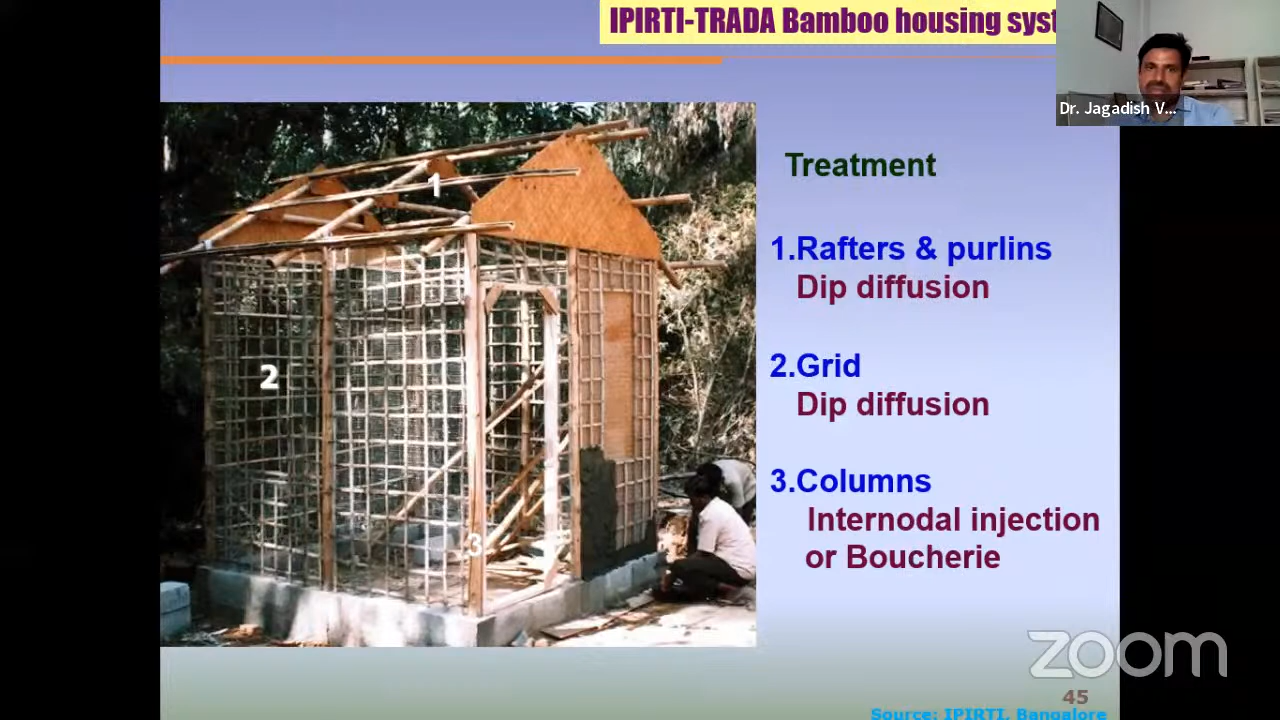 IPIRTI-TRADA Bamboo housing syst
Dr. Jagadish V...
Treatment
1
1.Rafters & purlins
Dip diffusion
2
2.Grid
Dip diffusion
3.Columns
3
Internodal injection
or Boucherie
zoom
45
Source: IPIRTI, Bangalore